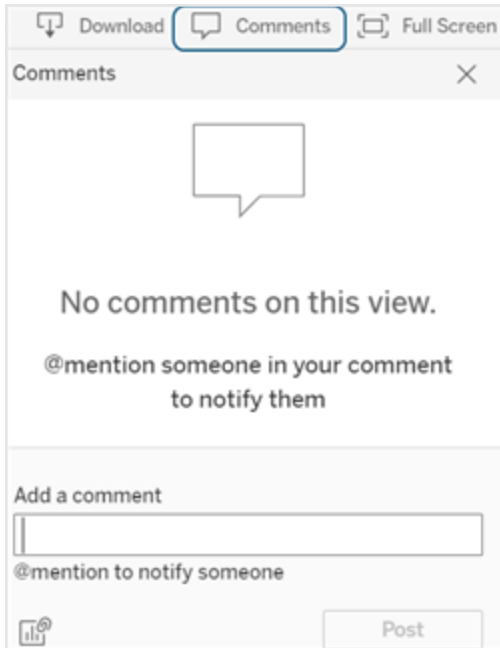 Download Comments Full Screen
Comments
No comments on this view.
@mention someone in your comment
to notify them
Add a comment
@mention to notify someone
Post